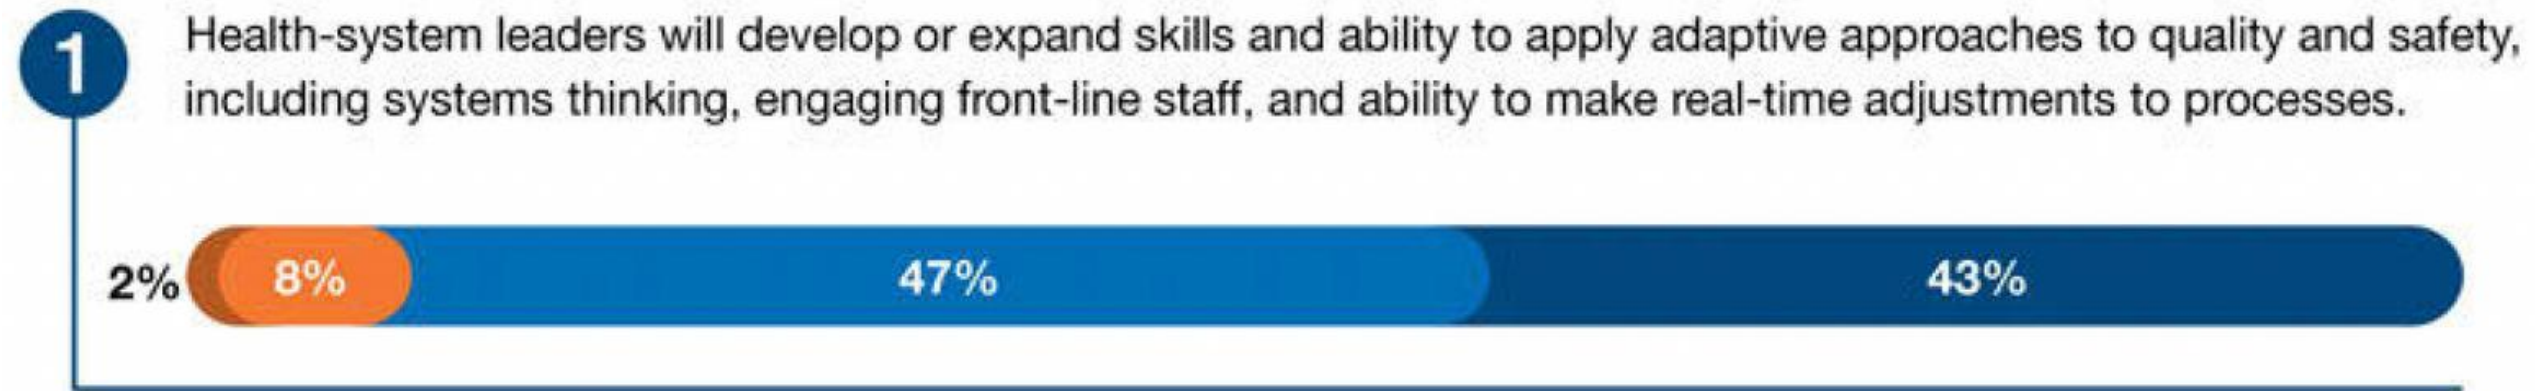 1
Health-system leaders will develop or expand skills and ability to apply adaptive approaches to quality and safety,
including systems thinking, engaging front-line staff, and ability to make real-time adjustments to processes.
2% 8% 47% 43%